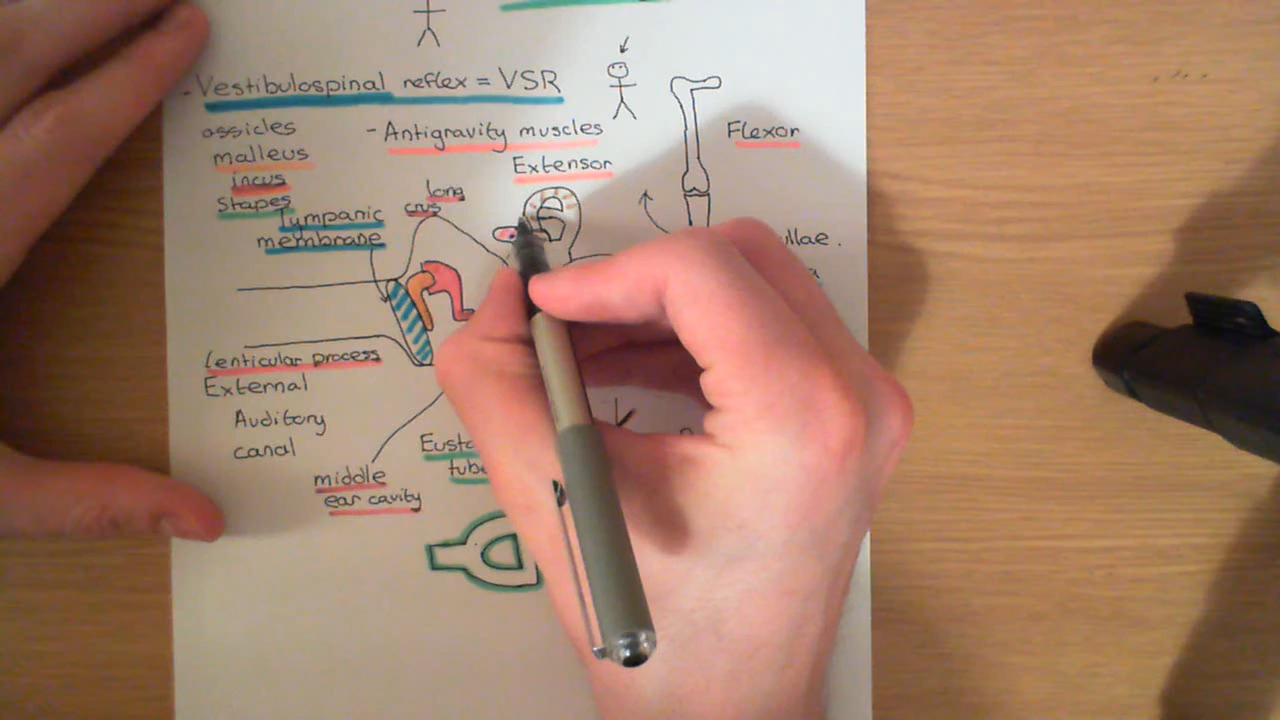 - Vestibulospinal reflex = VSR
ossicles
malleus
incus
Stapes
- Antigravity muscles
Extensor
Flexor
long
crus
Tympanic
membrane
lenticular process
External
Auditory
canal
middle
ear cavity